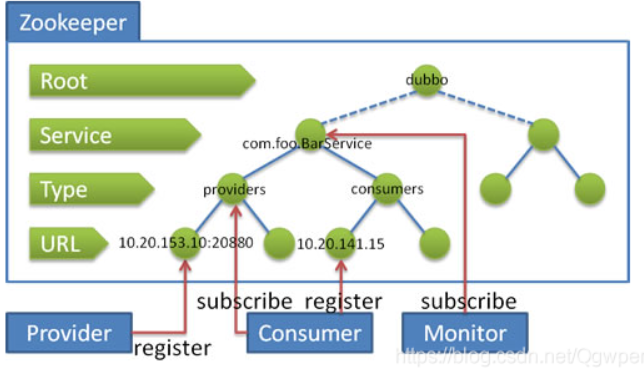 Zookeeper
Root
dubbo
Service
com.foo.BarService
Type
providers
consumers
URL
10.20.153.10:20880
10.20.141.15
subscribe
register
subscribe
Provider
register
Consumer
Monitor
https://blog.csdn.net/Qgwperf